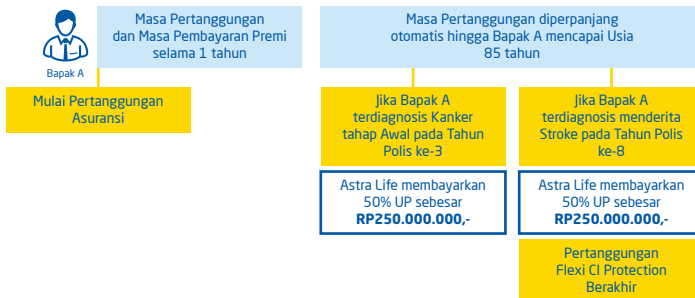 Bapak A
Masa Pertanggungan
dan Masa Pembayaran Premi
selama 1 tahun
Masa Pertanggungan diperpanjang
otomatis hingga Bapak A mencapai Usia
85 tahun
Mulai Pertanggungan
Asuransi
Jika Bapak A
terdiagnosis Kanker
tahap Awal pada Tahun
Polis ke-3
Jika Bapak A
terdiagnosis menderita
Stroke pada Tahun Polis
ke-8
Astra Life membayarkan
50% UP sebesar
RP250.000.000,-
Astra Life membayarkan
50% UP sebesar
RP250.000.000,-
Pertanggungan
Flexi CI Protection
Berakhir